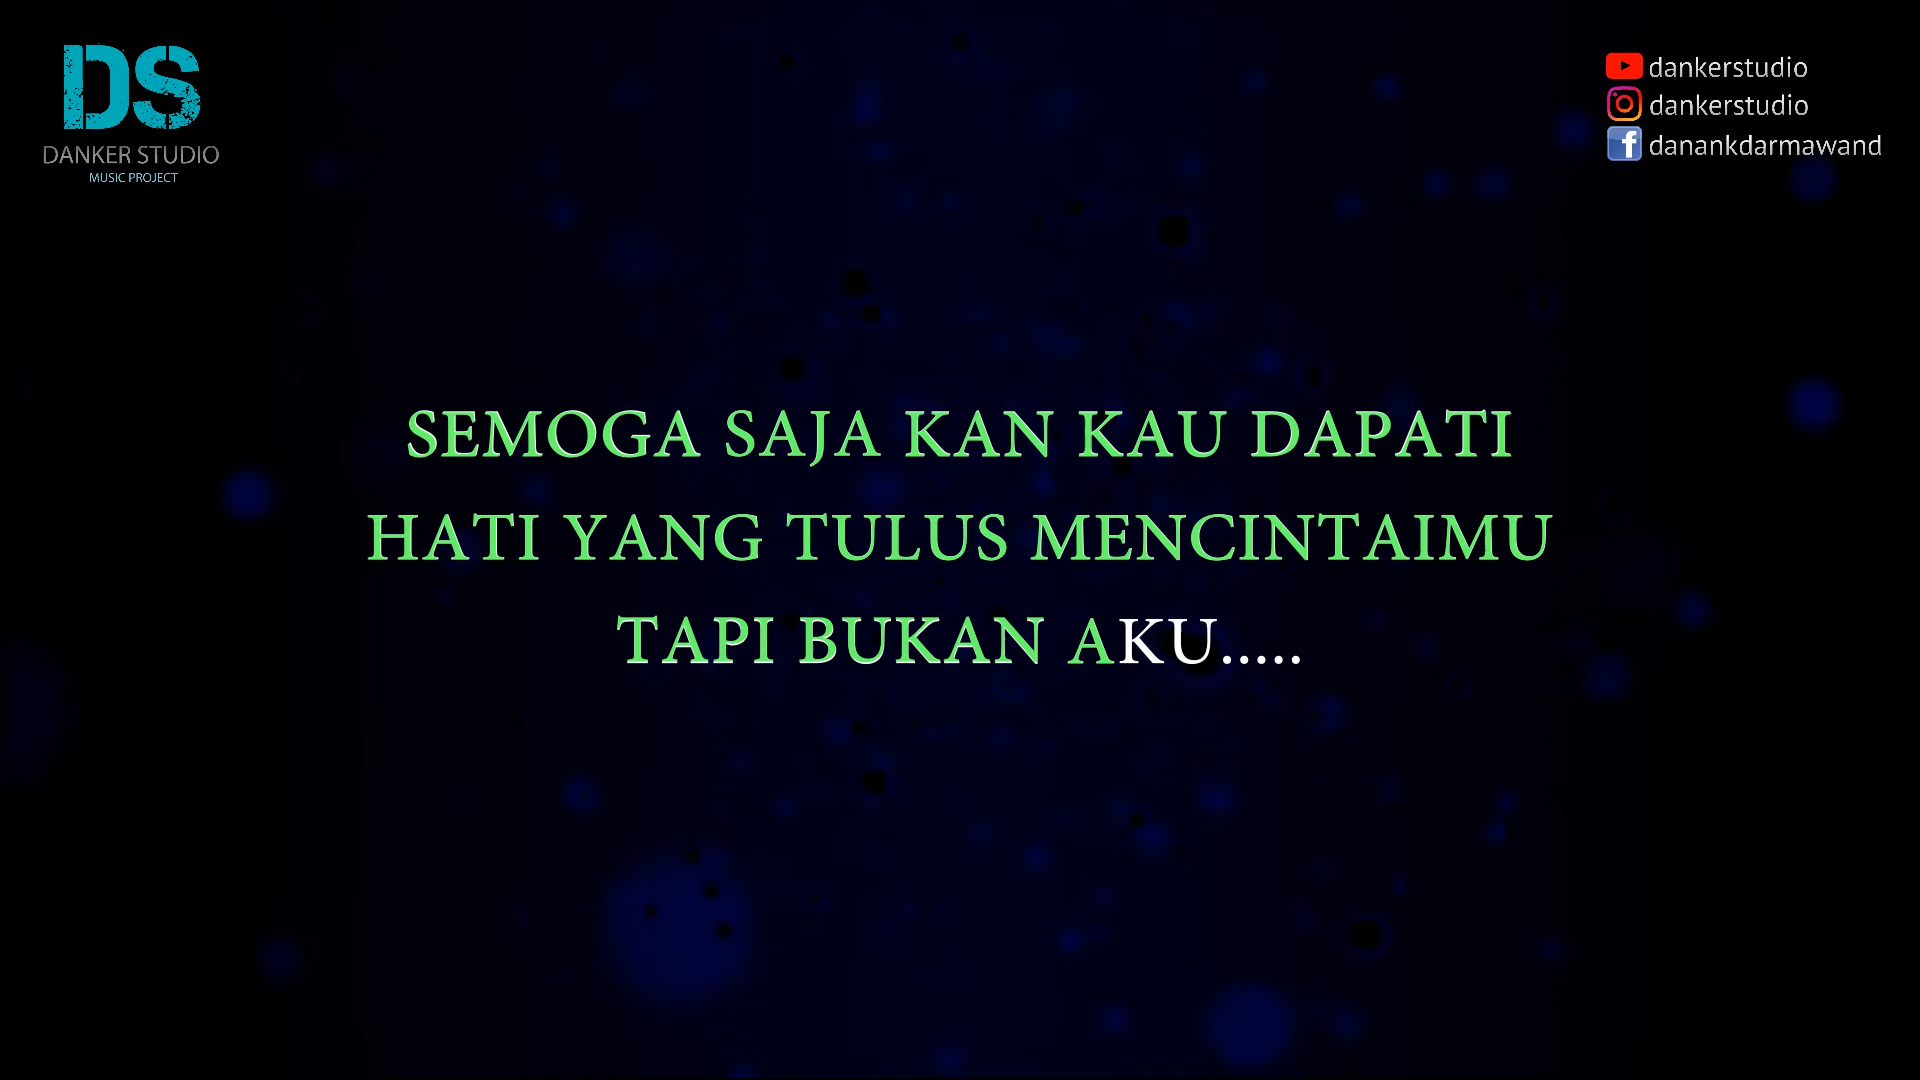 DS
DANKER STUDIO
MUSIC PROJECT
dankerstudio
dankerstudio
danankdarmawand
SEMOGA SAJA KAN KAU DAPATI
HATI YANG TULUS MENCINTAIMU
TAPI BUKAN AKU.....